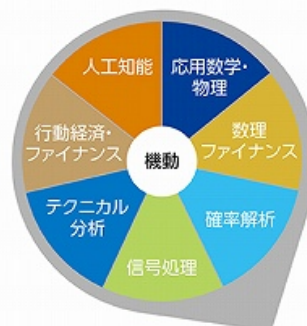 人工知能
応用数学・
物理
数理
ファイナンス
確率解析
信号処理
テクニカル
分析
行動経済・
ファイナンス
機動